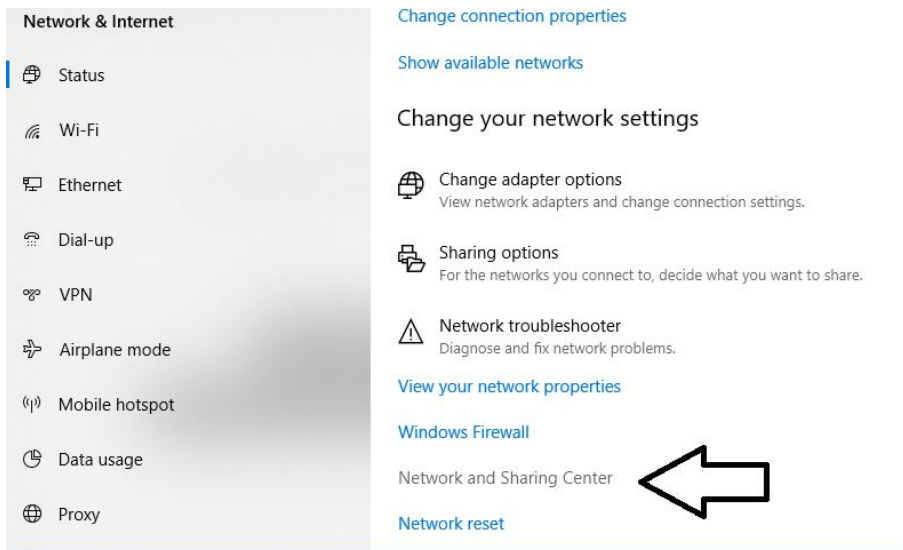 Network & Internet
Status
Wi-Fi
Ethernet
Dial-up
VPN
Airplane mode
Mobile hotspot
Data usage
Proxy
Change connection properties
Show available networks
Change your network settings
Change adapter options
View network adapters and change connection settings.
Sharing options
For the networks you connect to, decide what you want to share.
Network troubleshooter
Diagnose and fix network problems.
View your network properties
Windows Firewall
Network and Sharing Center
Network reset